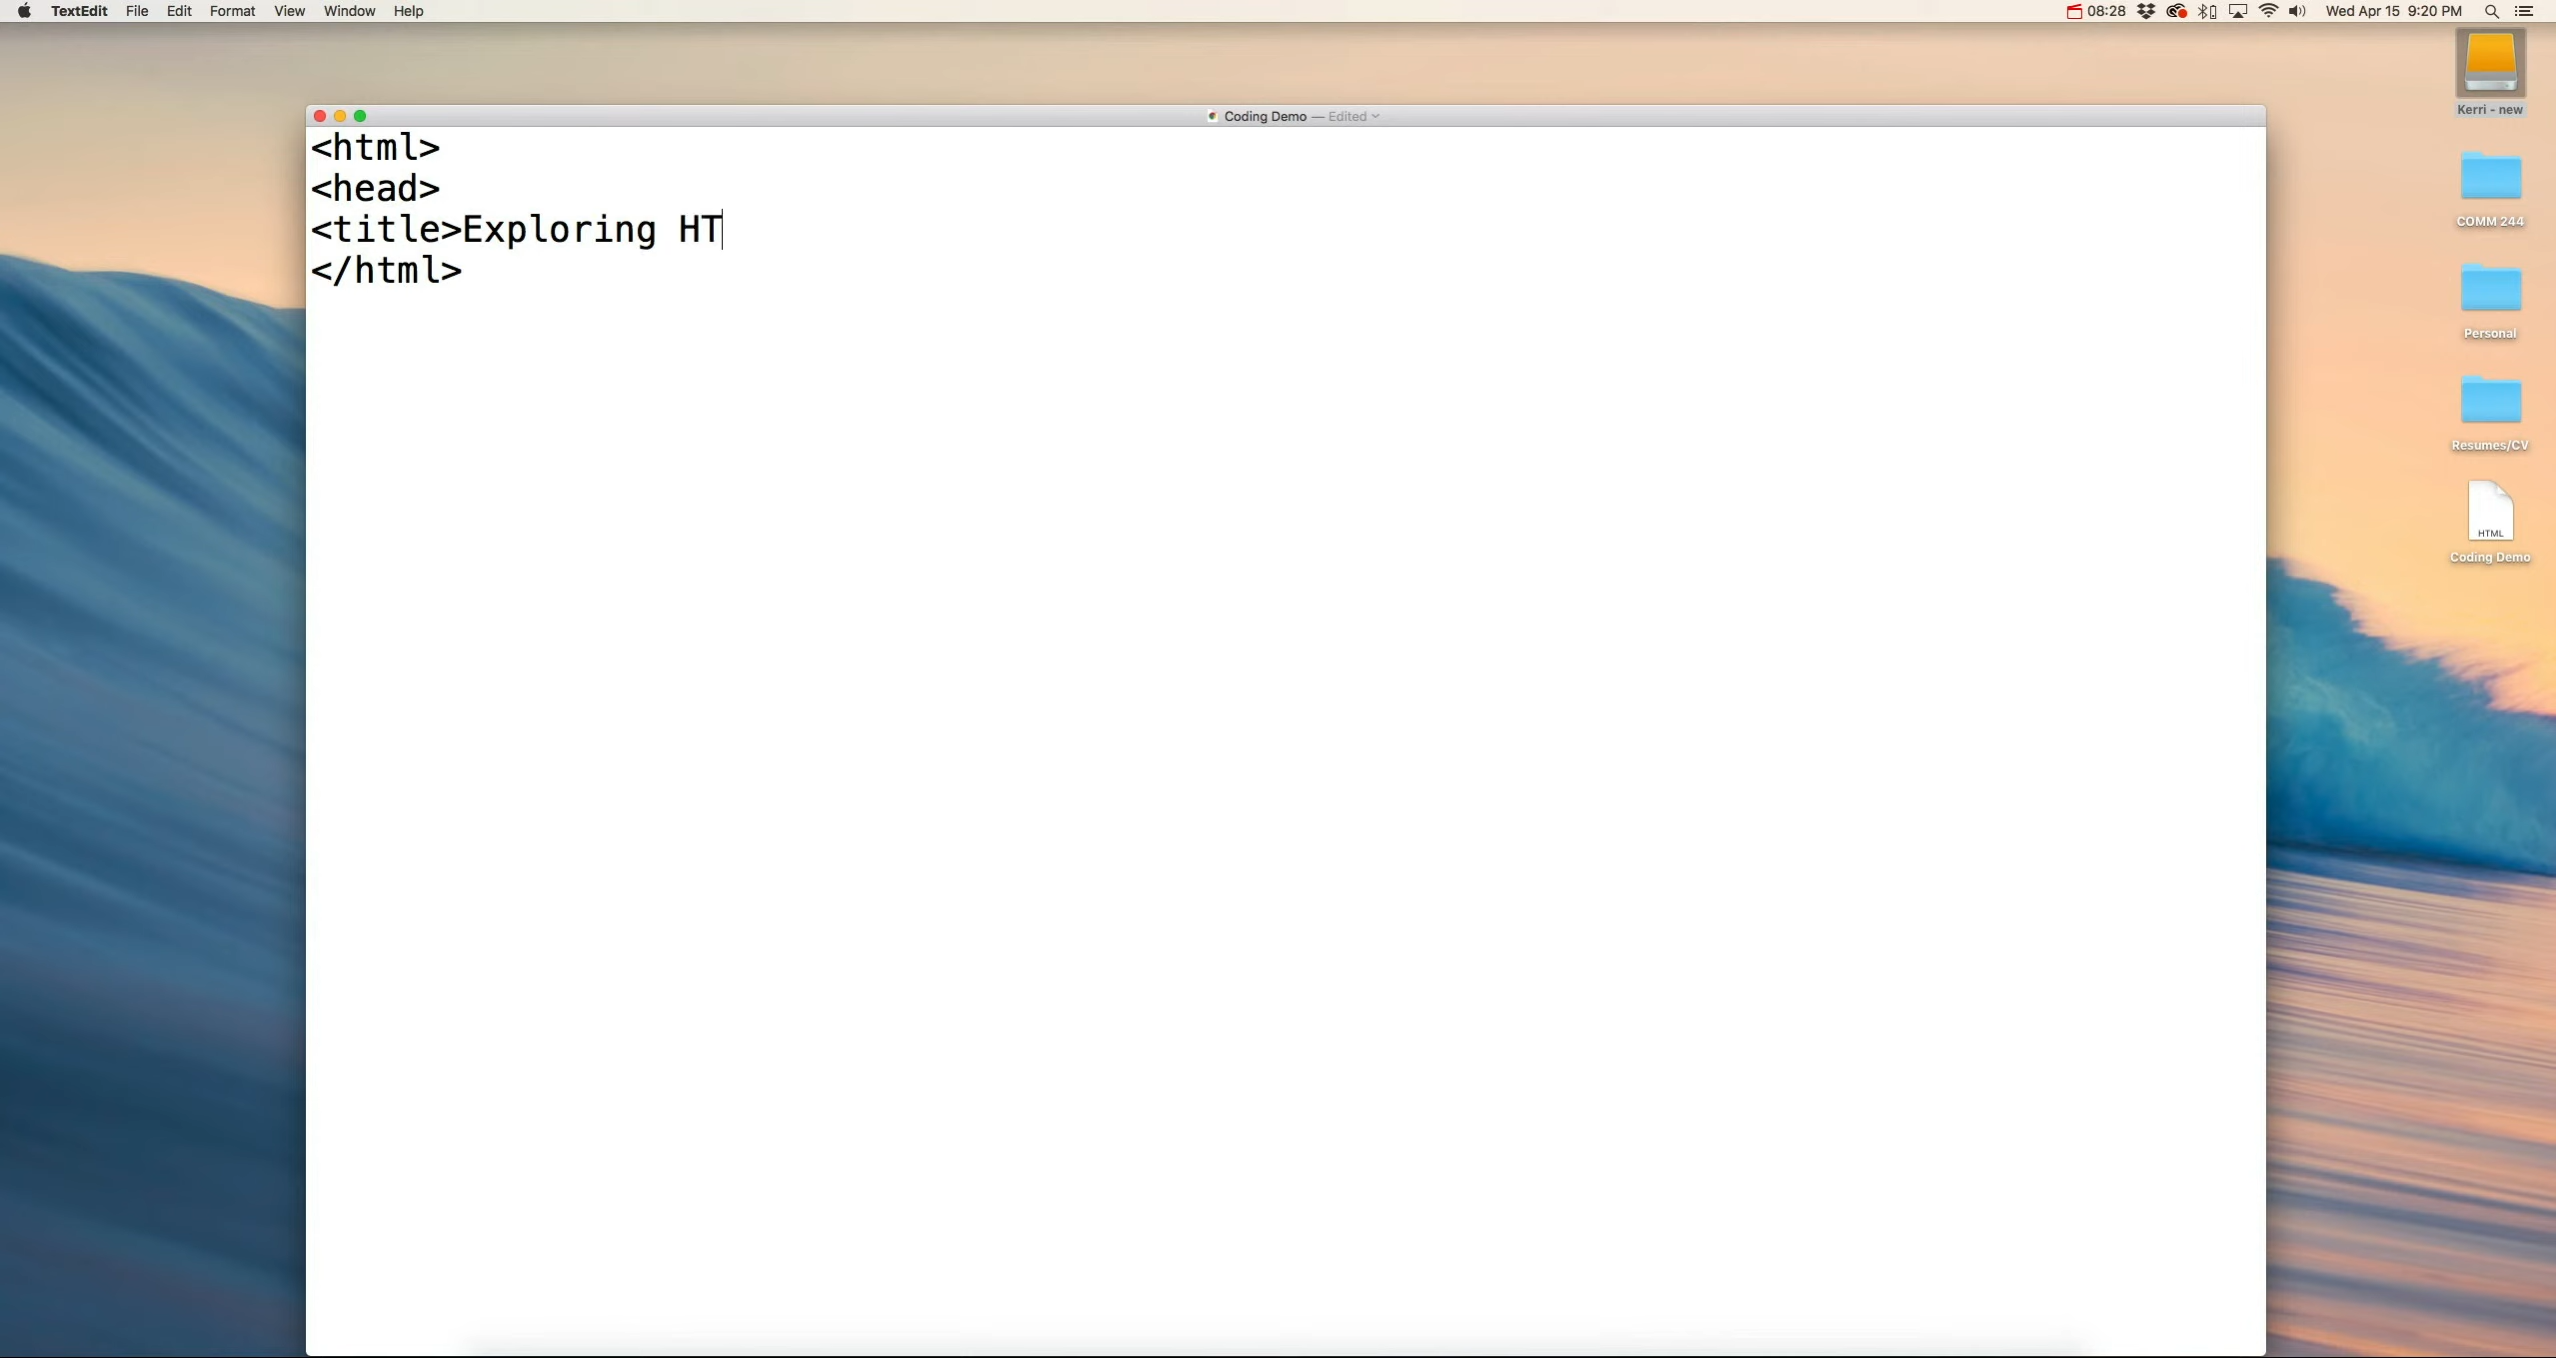 TextEdit File Edit Format View Window Help 08:28 Wed Apr 15 9:20 PM
Kerri - new
Coding Demo — Edited
<html>
<head>
<title>Exploring HT
</html>
COMM 244
Personal
Resumes/CV
HTML
Coding Demo